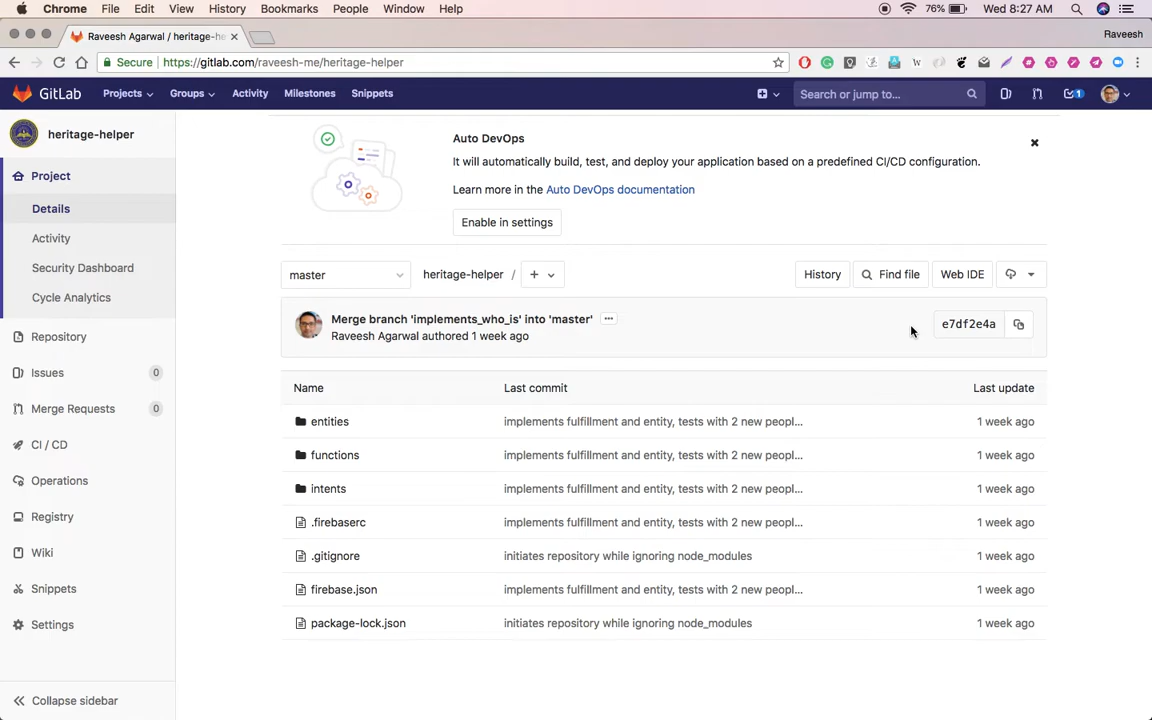 Chrome File Edit View History Bookmarks People Window Help 76% Wed 8:27 AM
Raveesh Agarwal / heritage-he Raveesh
Secure https://gitlab.com/raveesh-me/heritage-helper
GitLab Projects Groups Activity Milestones Snippets Search or jump to... 1
heritage-helper
Project
Details
Activity
Security Dashboard
Cycle Analytics
Repository
Issues 0
Merge Requests 0
CI / CD
Operations
Registry
Wiki
Snippets
Settings
Collapse sidebar
Auto DevOps
It will automatically build, test, and deploy your application based on a predefined CI/CD configuration.
Learn more in the Auto DevOps documentation
Enable in settings
master heritage-helper / + History Find file Web IDE
Merge branch 'implements_who_is' into 'master' ...
Raveesh Agarwal authored 1 week ago
e7df2e4a
Name Last commit Last update
entities implements fulfillment and entity, tests with 2 new peopl... 1 week ago
functions implements fulfillment and entity, tests with 2 new peopl... 1 week ago
intents implements fulfillment and entity, tests with 2 new peopl... 1 week ago
.firebaserc implements fulfillment and entity, tests with 2 new peopl... 1 week ago
.gitignore initiates repository while ignoring node_modules 1 week ago
firebase.json implements fulfillment and entity, tests with 2 new peopl... 1 week ago
package-lock.json initiates repository while ignoring node_modules 1 week ago